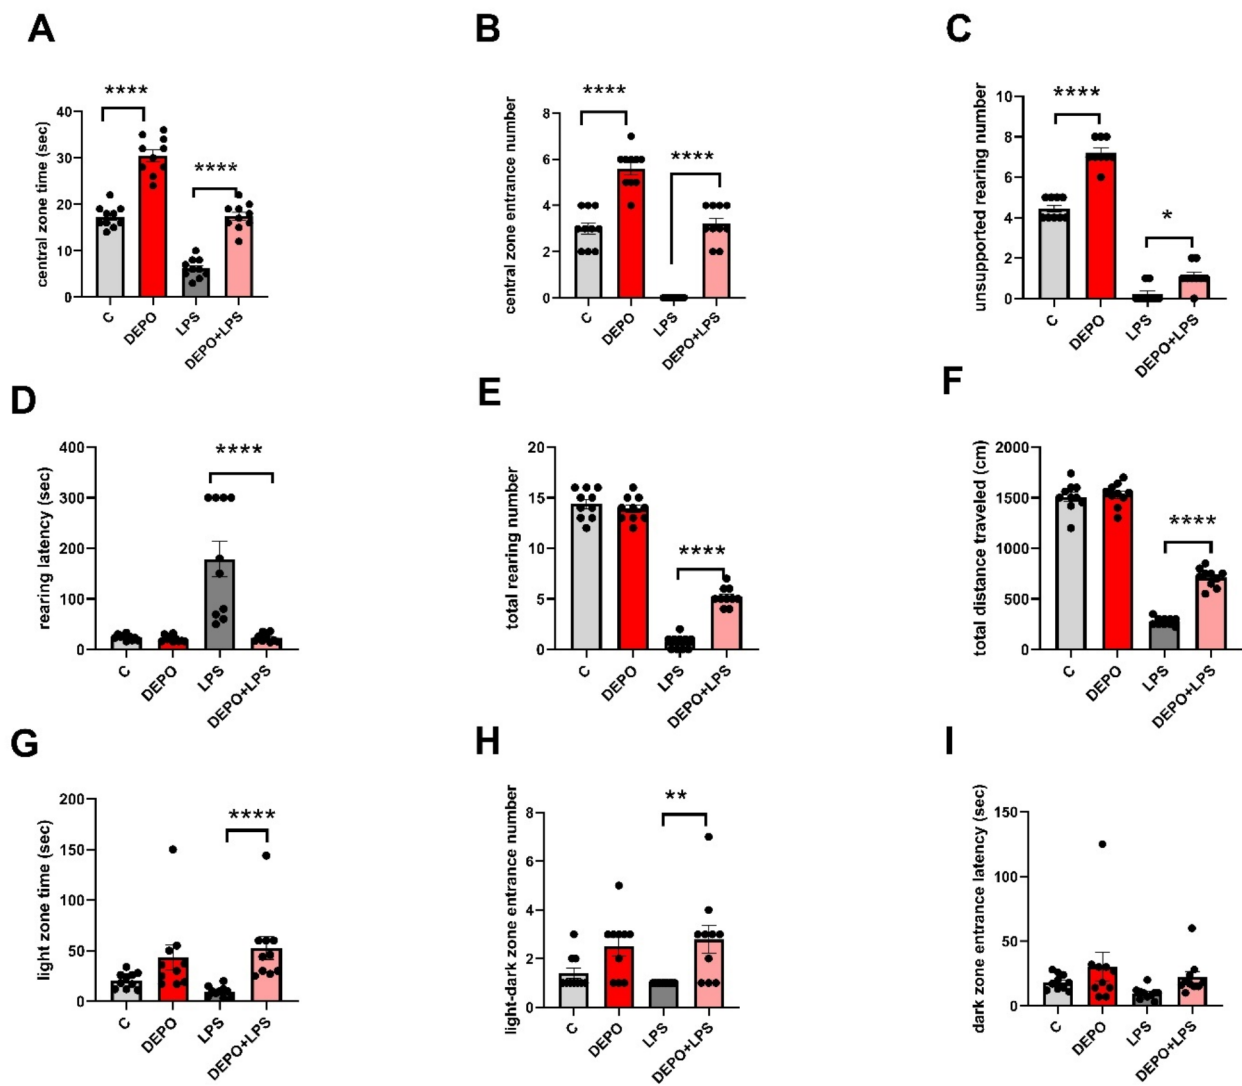 A
central zone time (sec)
40
30
20
10
0
****
****
C
DEPO
LPS
DEPO+LPS
B
central zone entrance number
8
6
4
2
0
****
****
C
DEPO
LPS
DEPO+LPS
C
unsupported rearing number
10
8
6
4
2
0
****
*
C
DEPO
LPS
DEPO+LPS
D
rearing latency (sec)
400
300
200
100
0
****
C
DEPO
LPS
DEPO+LPS
E
total rearing number
20
15
10
5
0
****
C
DEPO
LPS
DEPO+LPS
F
total distance traveled (cm)
2000
1500
1000
500
0
****
C
DEPO
LPS
DEPO+LPS
G
light zone time (sec)
200
150
100
50
0
****
C
DEPO
LPS
DEPO+LPS
H
light-dark zone entrance number
8
6
4
2
0
**
C
DEPO
LPS
DEPO+LPS
I
dark zone entrance latency (sec)
150
100
50
0
C
DEPO
LPS
DEPO+LPS